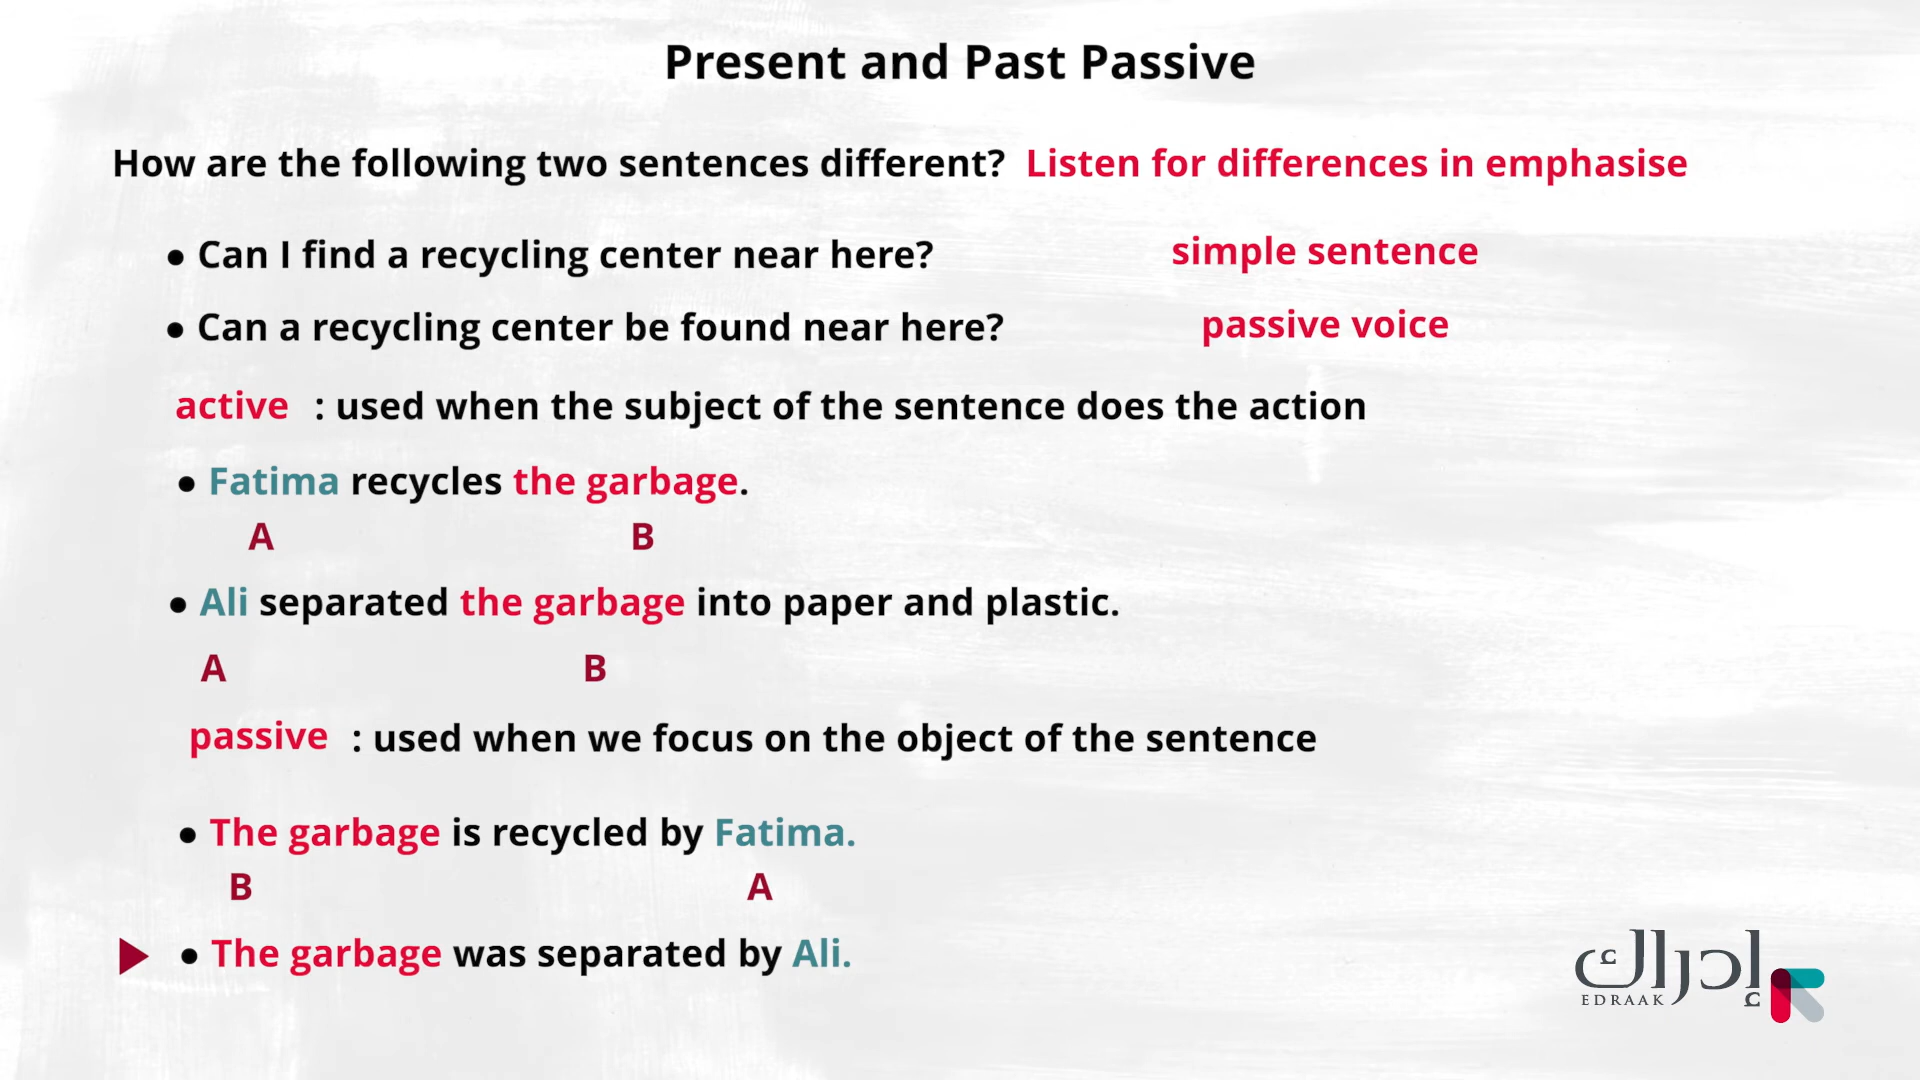 Present and Past Passive
How are the following two sentences different? Listen for differences in emphasise
• Can I find a recycling center near here? simple sentence
• Can a recycling center be found near here? passive voice
active : used when the subject of the sentence does the action
• Fatima recycles the garbage.
A B
• Ali separated the garbage into paper and plastic.
A B
passive : used when we focus on the object of the sentence
• The garbage is recycled by Fatima.
B A
• The garbage was separated by Ali.
إدراك
EDRAAK